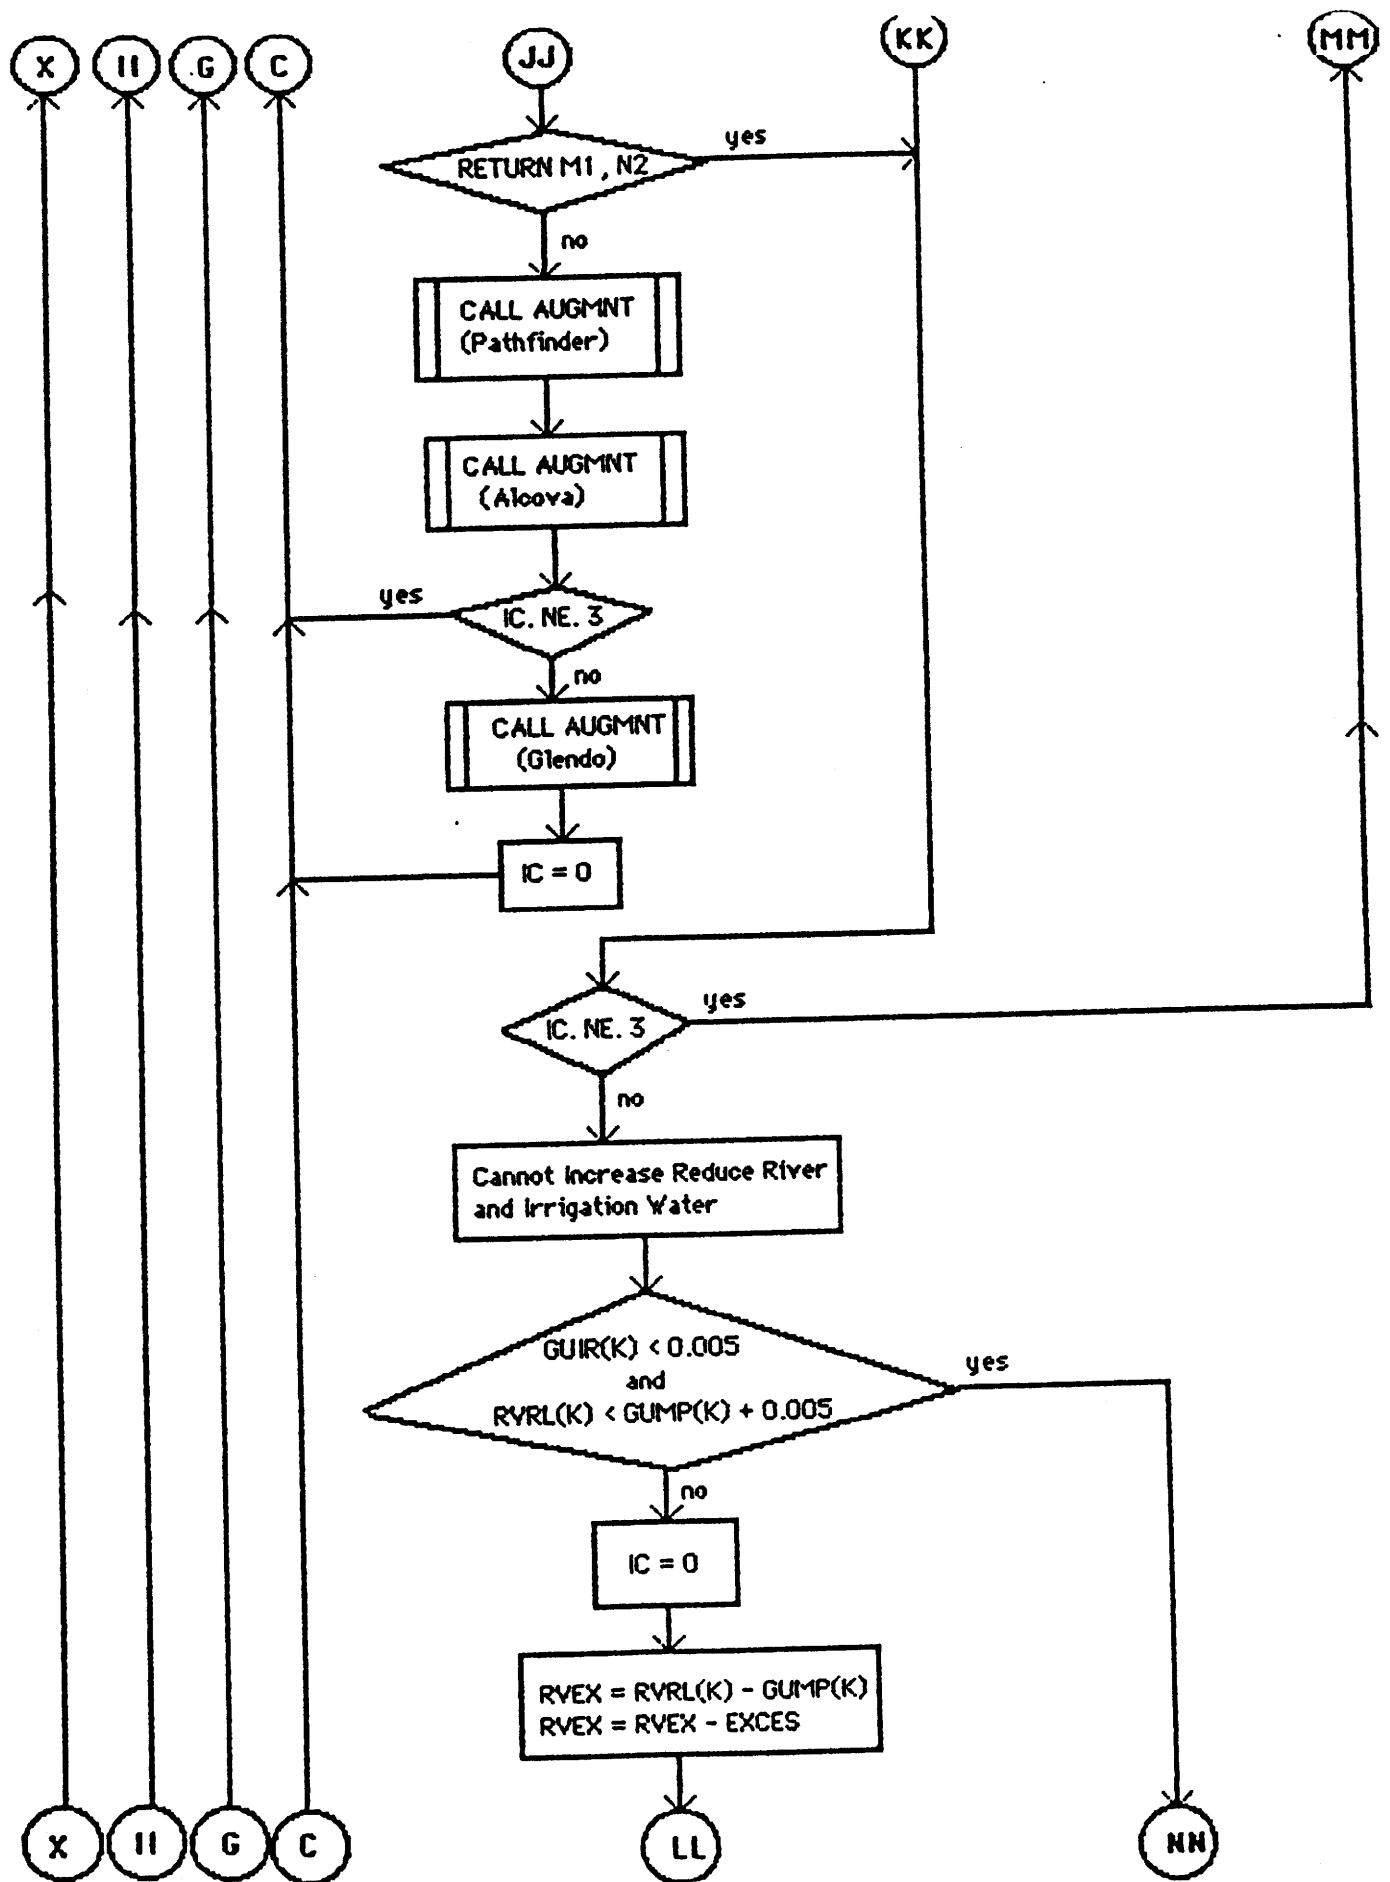 X II G C JJ KK MM
RETURN M1, N2
yes
no
CALL AUGMNT
(Pathfinder)
CALL AUGMNT
(Alcova)
yes
IC. NE. 3
no
CALL AUGMNT
(Glendo)
IC = 0
yes
IC. NE. 3
no
Cannot Increase Reduce River
and Irrigation Water
GUIR(K) < 0.005
and
RVRL(K) < GUMP(K) + 0.005
yes
no
IC = 0
RVEX = RVRL(K) - GUMP(K)
RVEX = RVEX - EXCES
X II G C LL NN